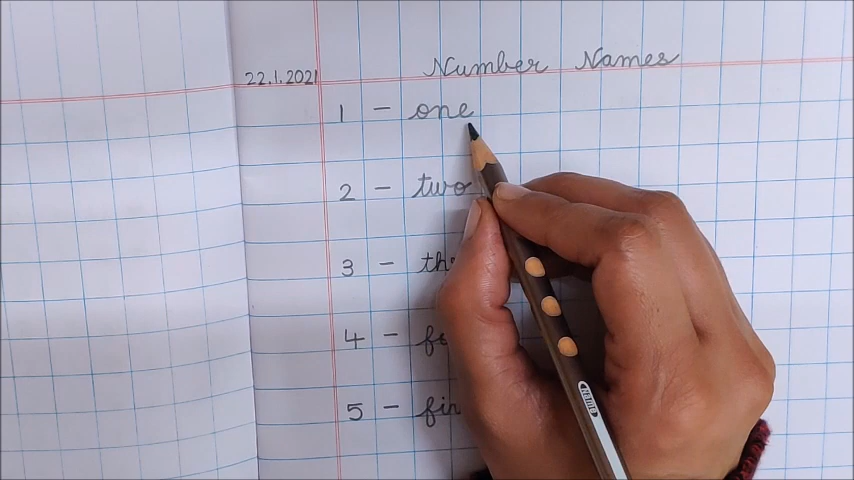 Number Names
22.1.2021
1 - one
2 - two
3 -
4 -
5 -